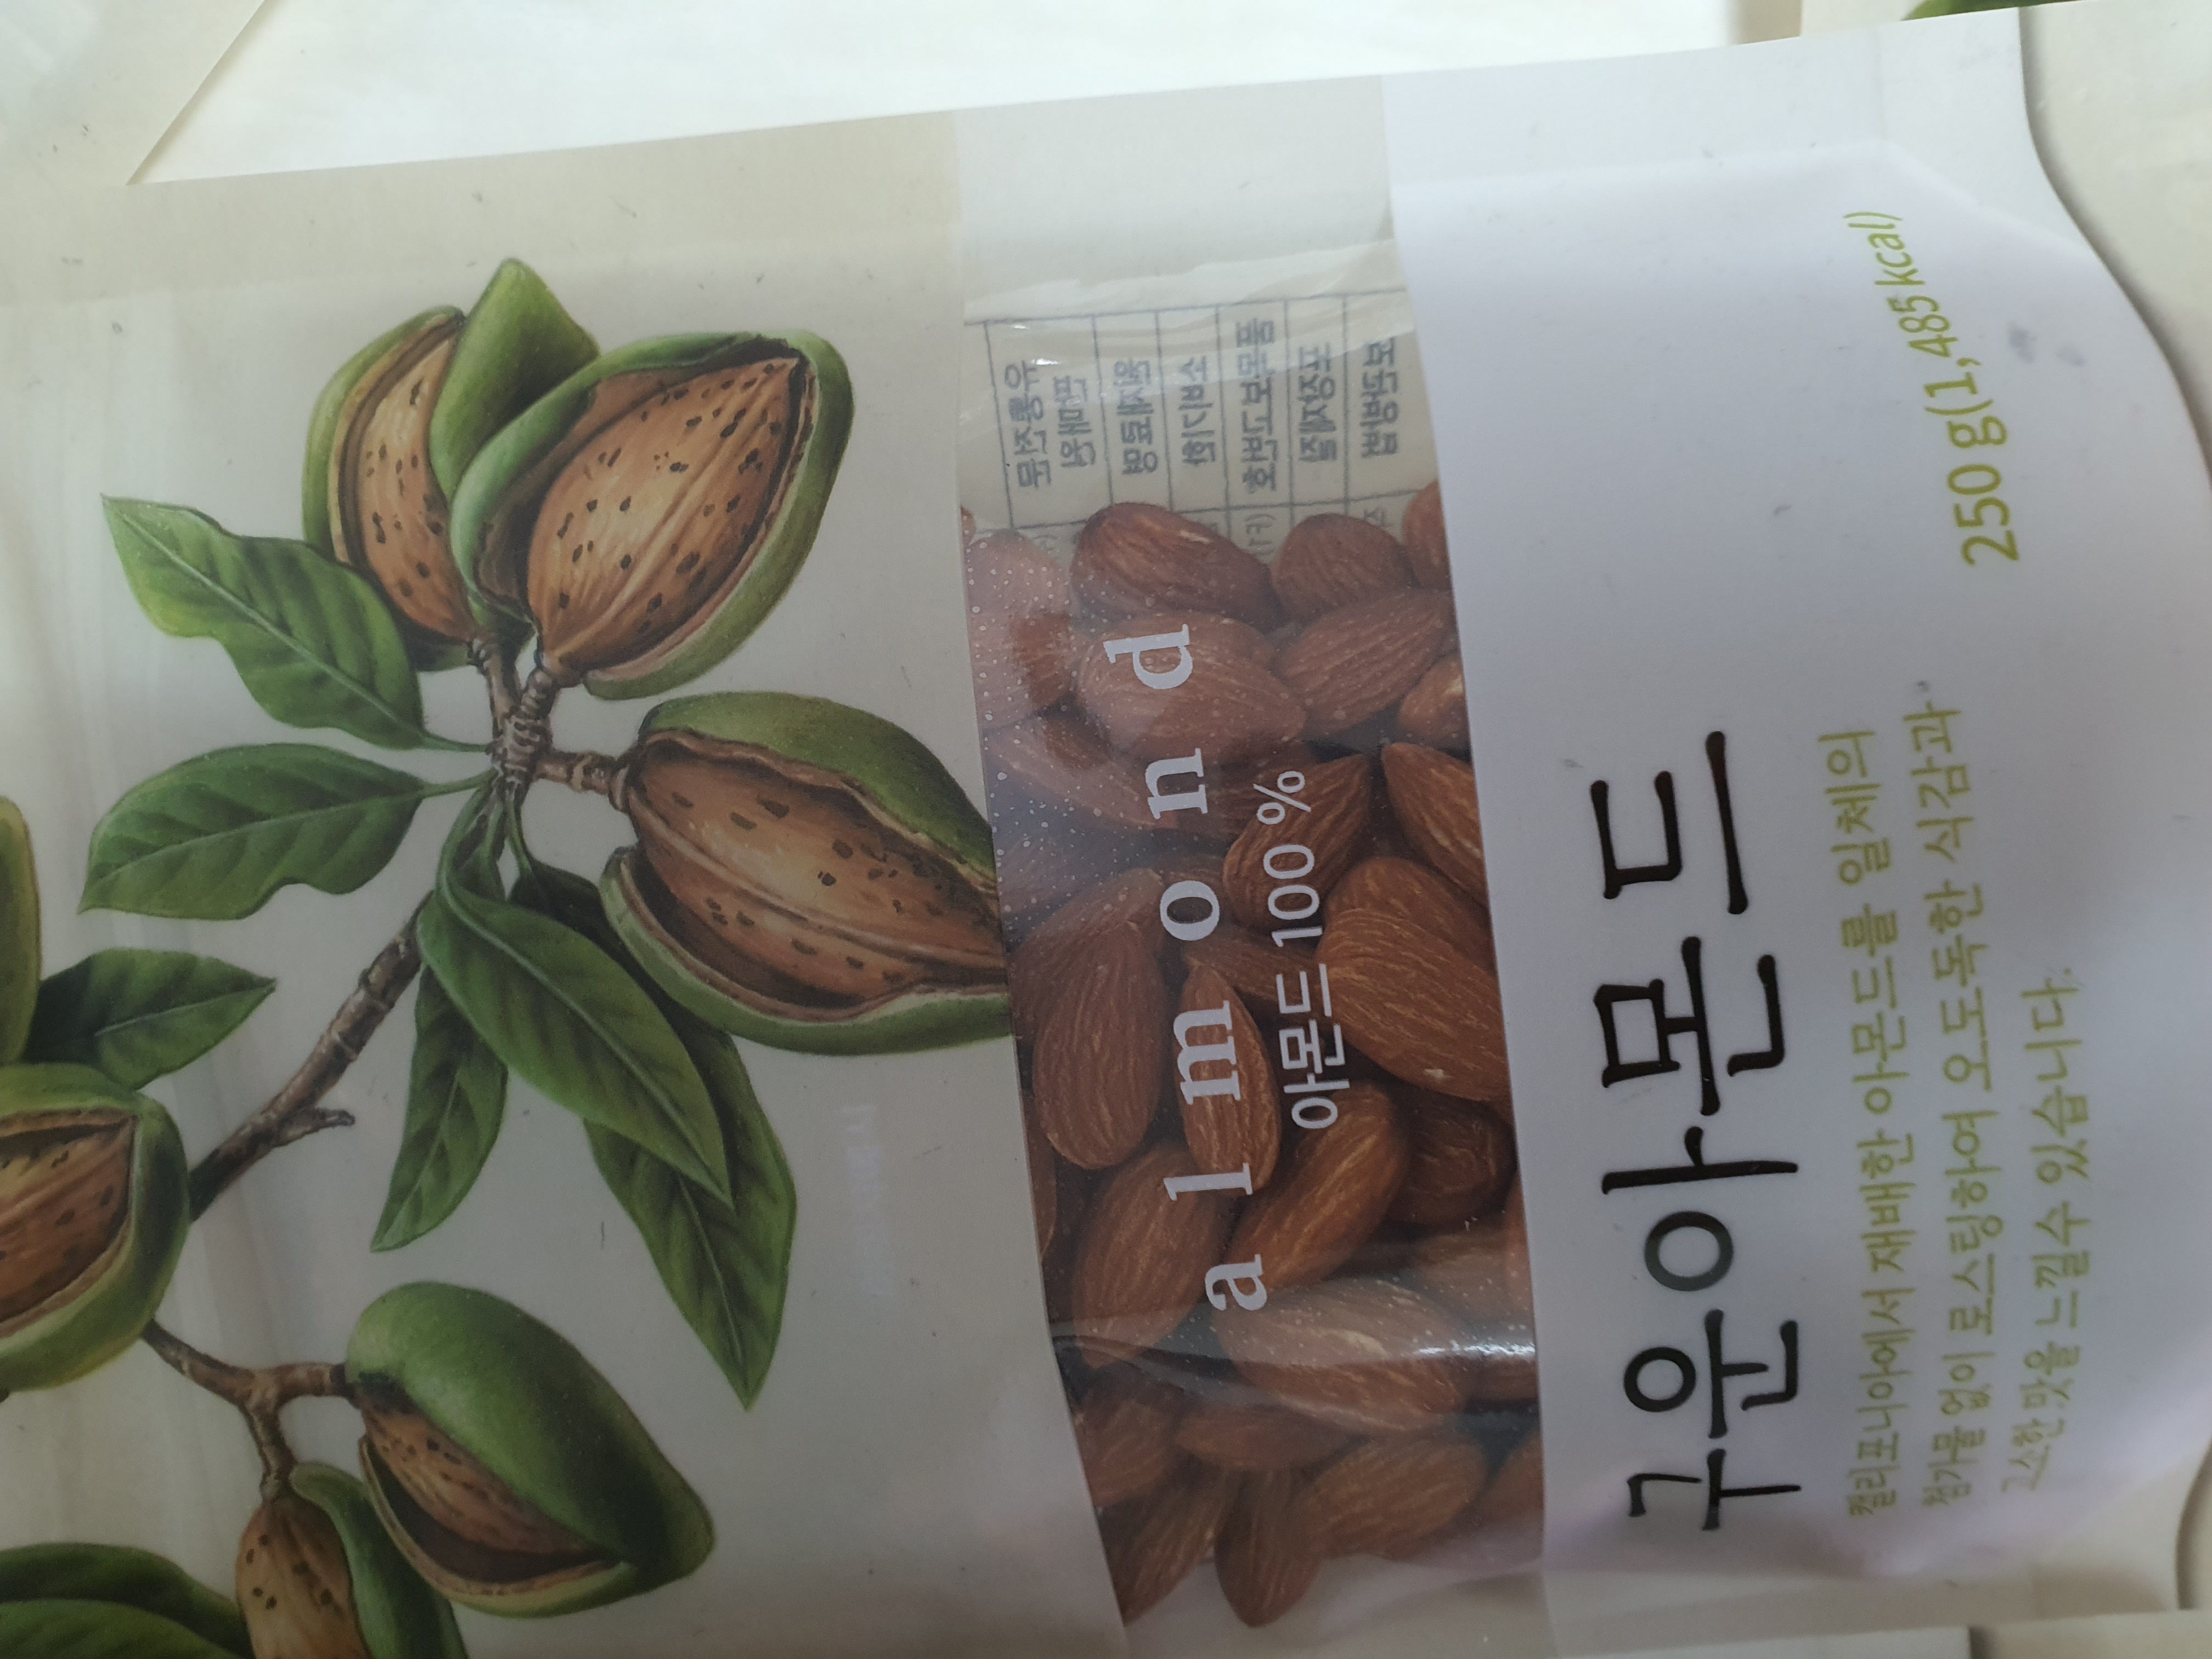 almond
아몬드 100 %
구운아몬드
캘리포니아에서 재배한 아몬드를 일체의
첨가물 없이 로스팅하여 오도독한 식감과
고소한 맛을 느낄수 있습니다.
250 g(1,485 kcal)